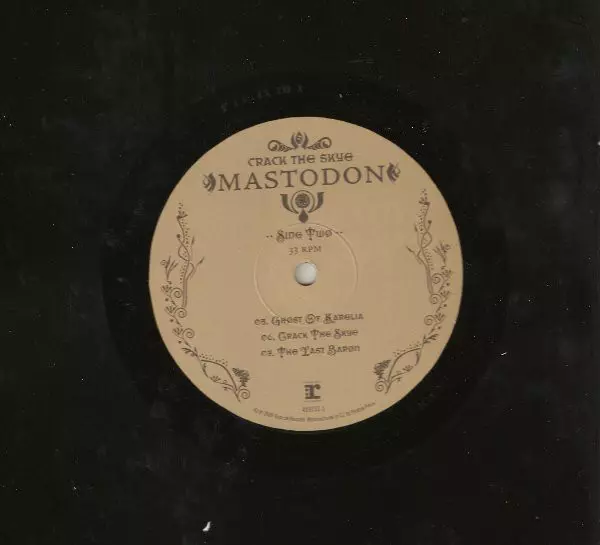 CRACK THE SKYE
MASTODON
·· SIDE TWO ··
33 RPM
05. GHOST OF KARELIA
06. CRACK THE SKYE
07. THE LAST BARON
r